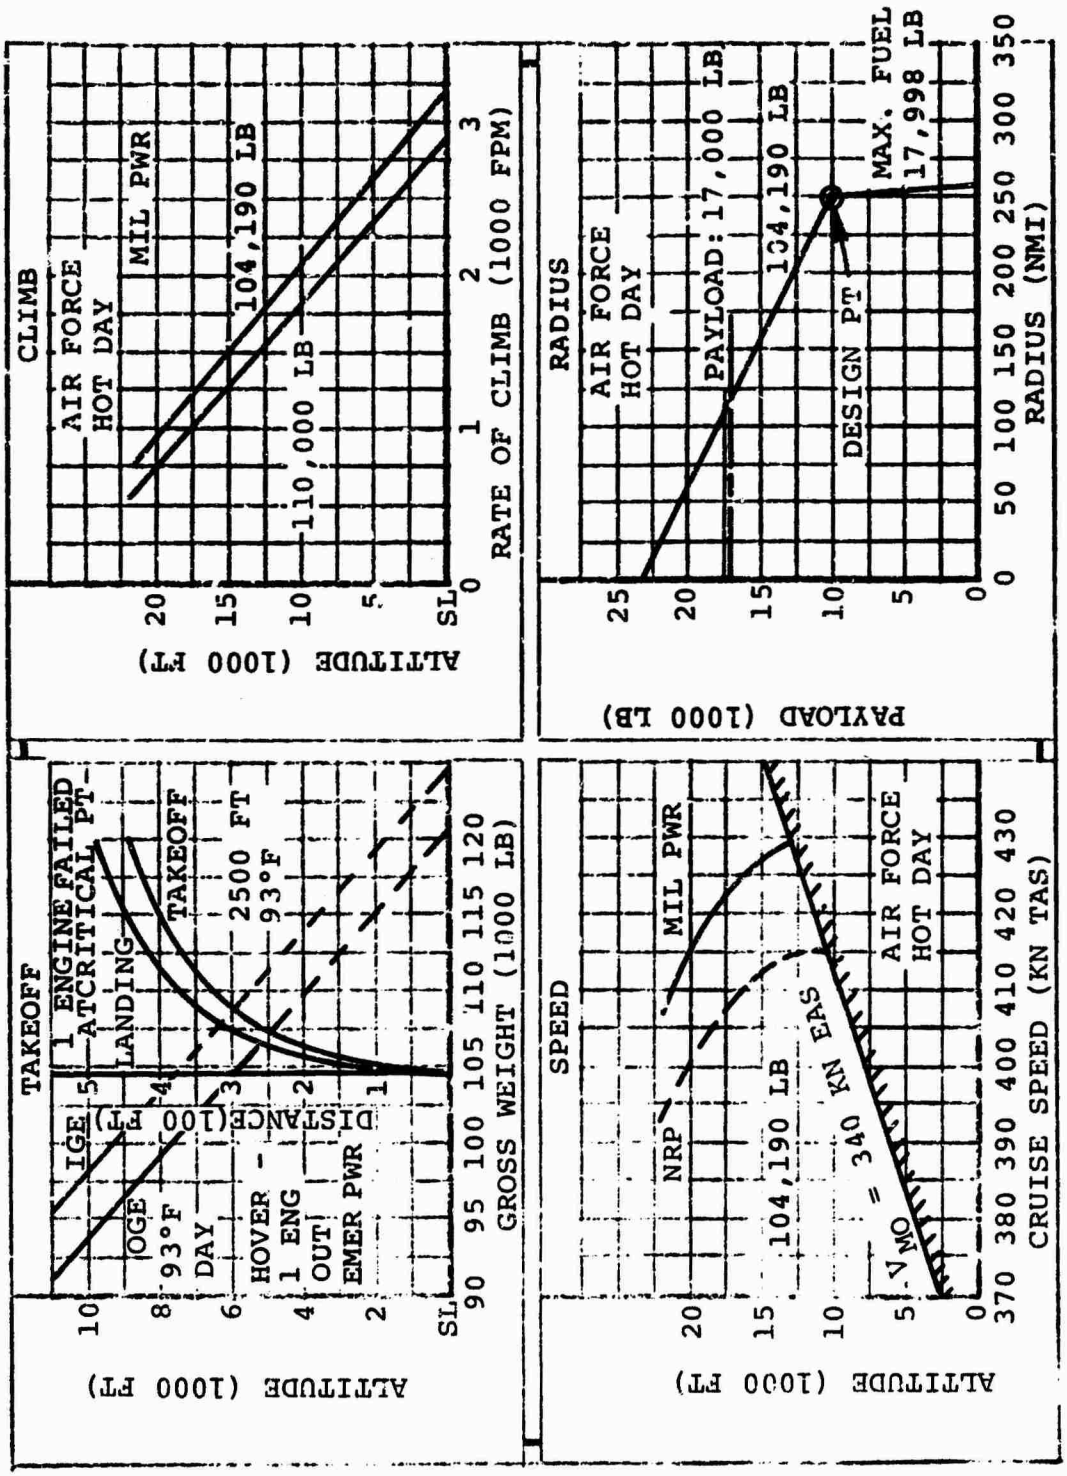 TAKEOFF
1 ENGINE FAILED
ATCRITICAL PT
LANDING
TAKEOFF
2500 FT
93°F
IGE
OGE
93°F
DAY
HOVER -
1 ENG
OUT
EMER PWR
5
4
3
2
1
DISTANCE (100 FT)
10
8
6
4
2
SL
ALTITUDE (1000 FT)
90 95 100 105 110 115 120
GROSS WEIGHT (1000 LB)
CLIMB
AIR FORCE
HOT DAY
MIL PWR
104,190 LB
110,000 LB
20
15
10
5
SL
ALTITUDE (1000 FT)
0 1 2 3
RATE OF CLIMB (1000 FPM)
SPEED
NRP
MIL PWR
104,190 LB
VMO = 340 KN EAS
AIR FORCE
HOT DAY
20
15
10
5
0
ALTITUDE (1000 FT)
370 380 390 400 410 420 430
CRUISE SPEED (KN TAS)
RADIUS
AIR FORCE
HOT DAY
PAYLOAD: 17,000 LB
104,190 LB
DESIGN PT
MAX. FUEL
17,998 LB
25
20
15
10
5
0
PAYLOAD (1000 LB)
0 50 100 150 200 250 300 350
RADIUS (NMI)